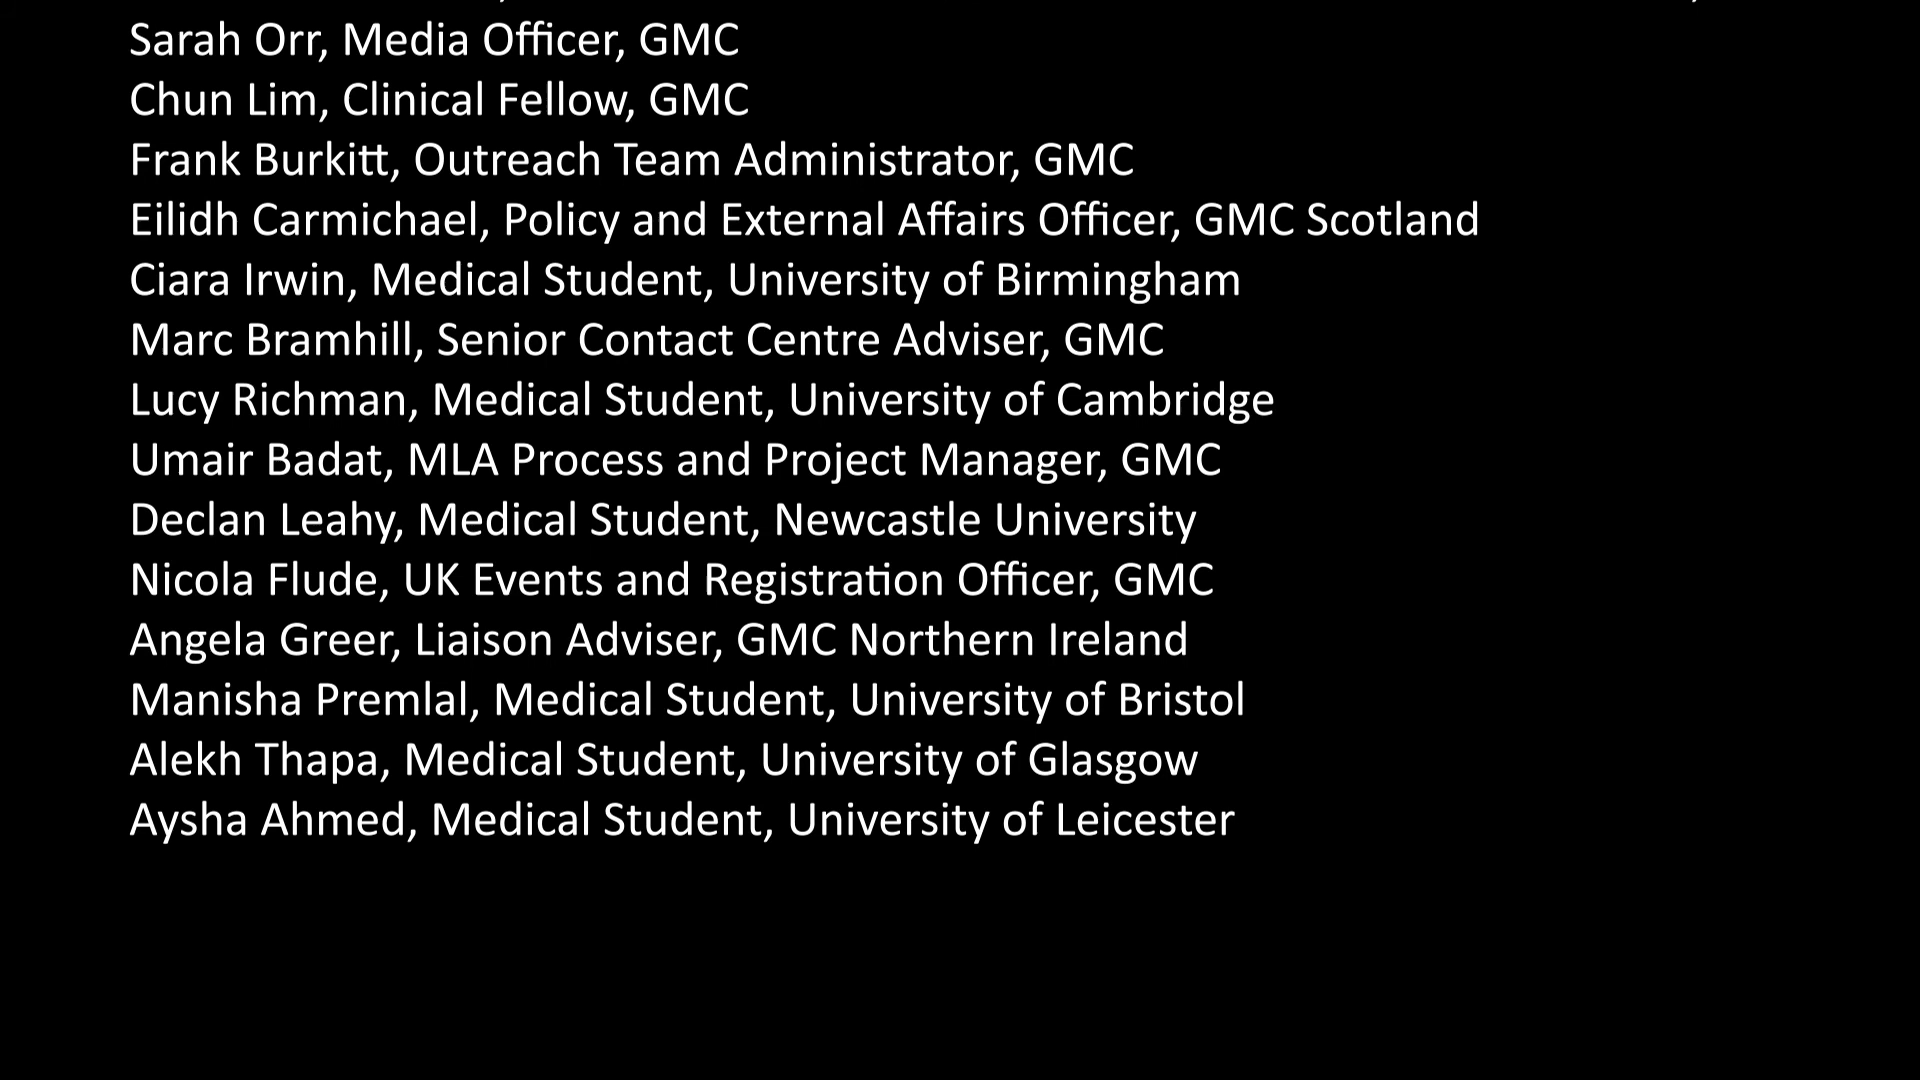 Sarah Orr, Media Officer, GMC
Chun Lim, Clinical Fellow, GMC
Frank Burkitt, Outreach Team Administrator, GMC
Eilidh Carmichael, Policy and External Affairs Officer, GMC Scotland
Ciara Irwin, Medical Student, University of Birmingham
Marc Bramhill, Senior Contact Centre Adviser, GMC
Lucy Richman, Medical Student, University of Cambridge
Umair Badat, MLA Process and Project Manager, GMC
Declan Leahy, Medical Student, Newcastle University
Nicola Flude, UK Events and Registration Officer, GMC
Angela Greer, Liaison Adviser, GMC Northern Ireland
Manisha Premlal, Medical Student, University of Bristol
Alekh Thapa, Medical Student, University of Glasgow
Aysha Ahmed, Medical Student, University of Leicester